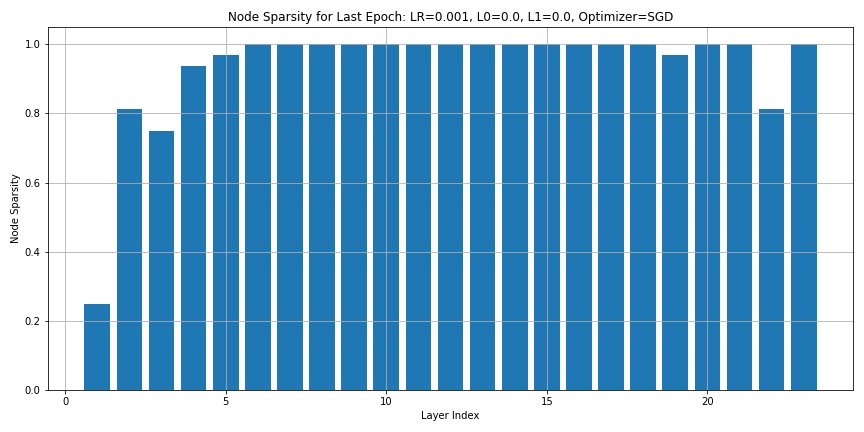 Node Sparsity for Last Epoch: LR=0.001, L0=0.0, L1=0.0, Optimizer=SGD
1.0
0.8
0.6
0.4
0.2
0.0
Node Sparsity
0 5 10 15 20
Layer Index